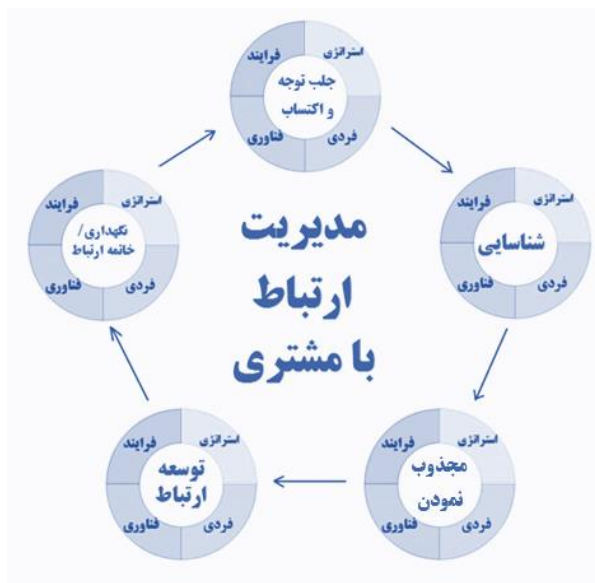 استراتژی
فرایند
جلب توجه
و اکتساب
فردی
فناوری
استراتژی
فرایند
شناسایی
فردی
فناوری
استراتژی
فرایند
مجذوب
نمودن
فردی
فناوری
استراتژی
فرایند
توسعه
ارتباط
فردی
فناوری
استراتژی
فرایند
نگهداری/
خاتمه ارتباط
فردی
فناوری
مدیریت
ارتباط
با مشتری